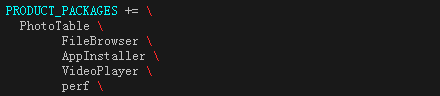 PRODUCT_PACKAGES += \
PhotoTable \
FileBrowser \
AppInstaller \
VideoPlayer \
perf \